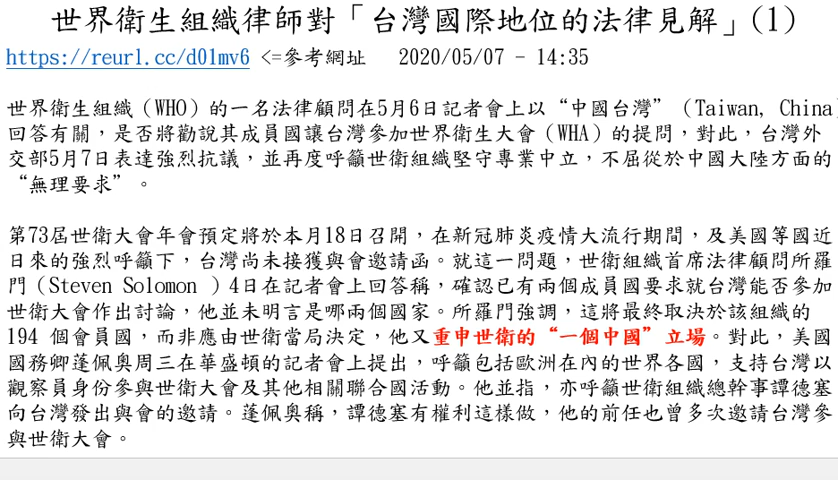 世界衛生組織律師對「台灣國際地位的法律見解」(1)
https://reurl.cc/d01mv6 <=參考網址 2020/05/07 - 14:35
世界衛生組織（WHO）的一名法律顧問在5月6日記者會上以“中國台灣”（Taiwan, China）
回答有關，是否將勸說其成員國讓台灣參加世界衛生大會（WHA）的提問，對此，台灣外
交部5月7日表達強烈抗議，並再度呼籲世衛組織堅守專業中立，不屈從於中國大陸方面的
“無理要求”。
第73屆世衛大會年會預定將於本月18日召開，在新冠肺炎疫情大流行期間，及美國等國近
日來的強烈呼籲下，台灣尚未接獲與會邀請函。就這一問題，世衛組織首席法律顧問所羅
門（Steven Solomon ）4日在記者會上回答稱，確認已有兩個成員國要求就台灣能否參加
世衛大會作出討論，他並未明言是哪兩個國家。所羅門強調，這將最終取決於該組織的
194 個會員國，而非應由世衛當局決定，他又重申世衛的“一個中國”立場。對此，美國
國務卿蓬佩奧周三在華盛頓的記者會上提出，呼籲包括歐洲在內的世界各國，支持台灣以
觀察員身份參與世衛大會及其他相關聯合國活動。他並指，亦呼籲世衛組織總幹事譚德塞
向台灣發出與會的邀請。蓬佩奧稱，譚德塞有權利這樣做，他的前任也曾多次邀請台灣參
與世衛大會。